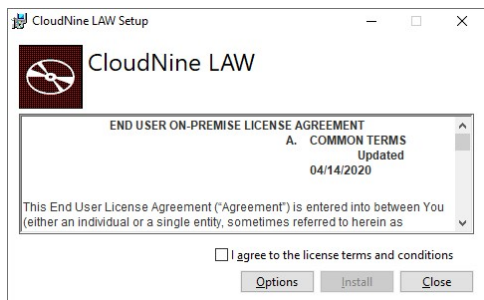 CloudNine LAW Setup
CloudNine LAW
END USER ON-PREMISE LICENSE AGREEMENT
A. COMMON TERMS
Updated
04/14/2020
This End User License Agreement (“Agreement”) is entered into between You
(either an individual or a single entity, sometimes referred to herein as
I agree to the license terms and conditions
Options Install Close